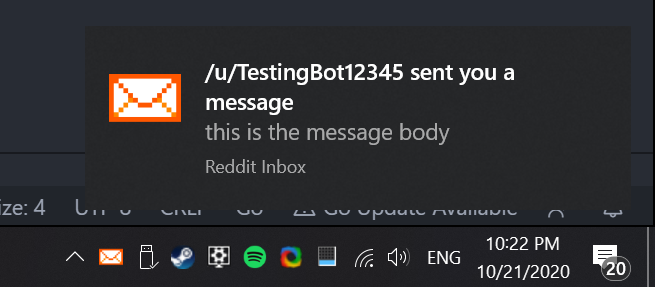 /u/TestingBot12345 sent you a
message
this is the message body
Reddit Inbox
ize: 4 UTF-8 CRLF Go Go Update Available
ENG 10:22 PM
10/21/2020 20